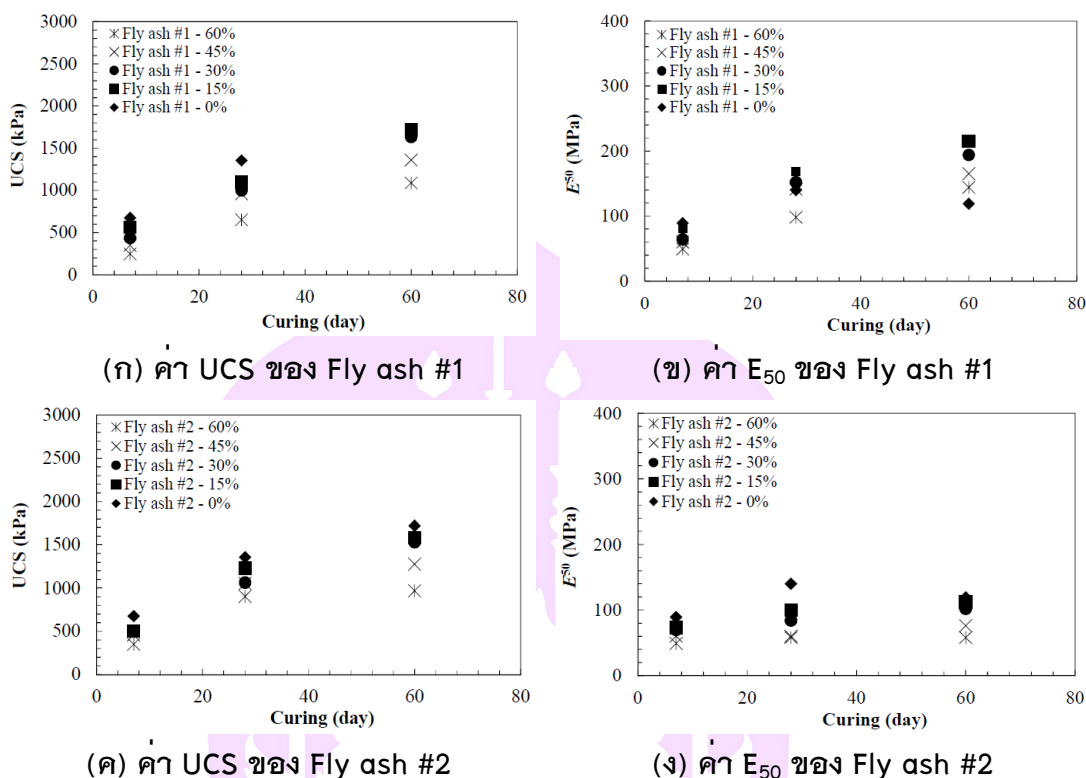 3000
2500
2000
1500
1000
500
0
UCS (kPa)
Fly ash #1 - 60%
Fly ash #1 - 45%
Fly ash #1 - 30%
Fly ash #1 - 15%
Fly ash #1 - 0%
0 20 40 60 80
Curing (day)
(ก) ค่า UCS ของ Fly ash #1
400
300
200
100
0
E⁵⁰ (MPa)
Fly ash #1 - 60%
Fly ash #1 - 45%
Fly ash #1 - 30%
Fly ash #1 - 15%
Fly ash #1 - 0%
0 20 40 60 80
Curing (day)
(ข) ค่า E₅₀ ของ Fly ash #1
3000
2500
2000
1500
1000
500
0
UCS (kPa)
Fly ash #2 - 60%
Fly ash #2 - 45%
Fly ash #2 - 30%
Fly ash #2 - 15%
Fly ash #2 - 0%
0 20 40 60 80
Curing (day)
(ค) ค่า UCS ของ Fly ash #2
400
300
200
100
0
E⁵⁰ (MPa)
Fly ash #2 - 60%
Fly ash #2 - 45%
Fly ash #2 - 30%
Fly ash #2 - 15%
Fly ash #2 - 0%
0 20 40 60 80
Curing (day)
(ง) ค่า E₅₀ ของ Fly ash #2